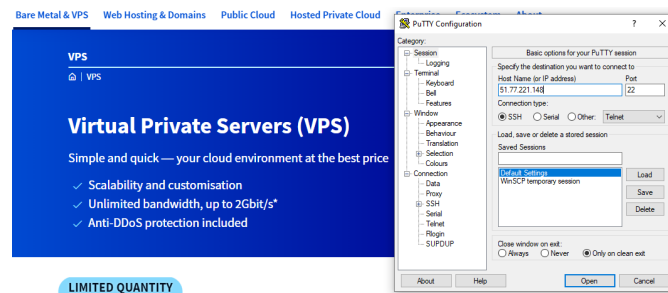 Bare Metal & VPS Web Hosting & Domains Public Cloud Hosted Private Cloud Enterprise Ecosystem About
VPS
VPS
Virtual Private Servers (VPS)
Simple and quick — your cloud environment at the best price
Scalability and customisation
Unlimited bandwidth, up to 2Gbit/s*
Anti-DDoS protection included
LIMITED QUANTITY
PuTTY Configuration
Category:
Session
Logging
Terminal
Keyboard
Bell
Features
Window
Appearance
Behaviour
Translation
Selection
Colours
Connection
Data
Proxy
SSH
Serial
Telnet
Rlogin
SUPDUP
Basic options for your PuTTY session
Specify the destination you want to connect to
Host Name (or IP address) Port
51.77.221.148 22
Connection type:
SSH Serial Other: Telnet
Load, save or delete a stored session
Saved Sessions
Default Settings
WinSCP temporary session
Load
Save
Delete
Close window on exit:
Always Never Only on clean exit
About Help Open Cancel